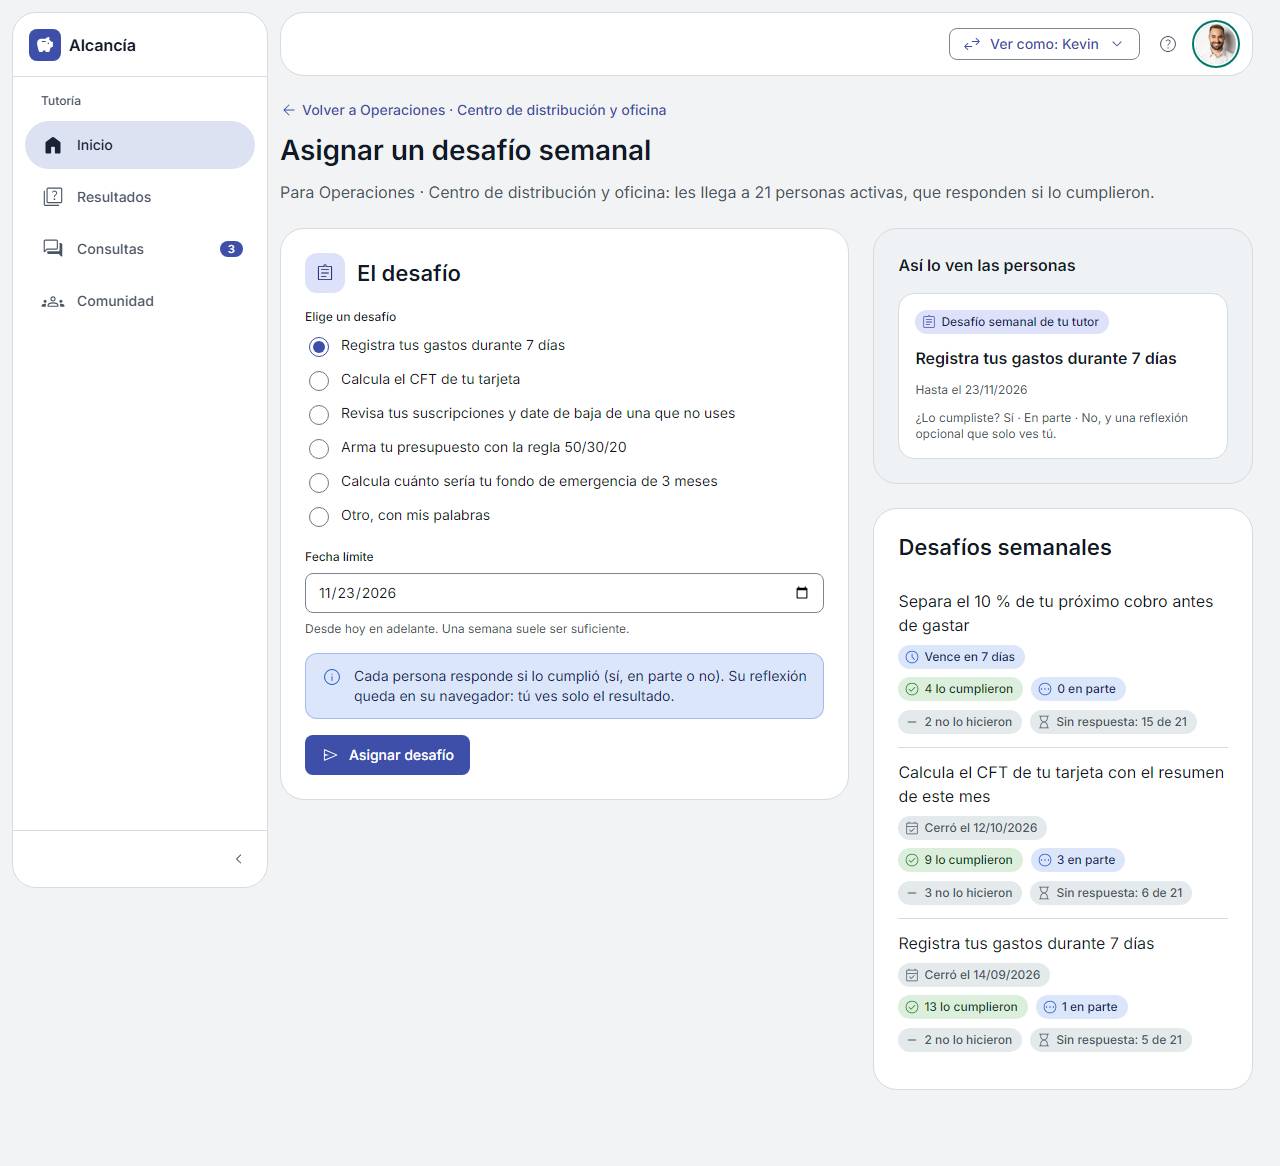 Alcancía
Ver como: Kevin
Tutoría
Inicio
Resultados
Consultas 3
Comunidad
Volver a Operaciones · Centro de distribución y oficina
Asignar un desafío semanal
Para Operaciones · Centro de distribución y oficina: les llega a 21 personas activas, que responden si lo cumplieron.
El desafío
Elige un desafío
Registra tus gastos durante 7 días
Calcula el CFT de tu tarjeta
Revisa tus suscripciones y date de baja de una que no uses
Arma tu presupuesto con la regla 50/30/20
Calcula cuánto sería tu fondo de emergencia de 3 meses
Otro, con mis palabras
Fecha límite
11/23/2026
Desde hoy en adelante. Una semana suele ser suficiente.
Cada persona responde si lo cumplió (sí, en parte o no). Su reflexión
queda en su navegador: tú ves solo el resultado.
Asignar desafío
Así lo ven las personas
Desafío semanal de tu tutor
Registra tus gastos durante 7 días
Hasta el 23/11/2026
¿Lo cumpliste? Sí · En parte · No, y una reflexión
opcional que solo ves tú.
Desafíos semanales
Separa el 10 % de tu próximo cobro antes
de gastar
Vence en 7 días
4 lo cumplieron 0 en parte
2 no lo hicieron Sin respuesta: 15 de 21
Calcula el CFT de tu tarjeta con el resumen
de este mes
Cerró el 12/10/2026
9 lo cumplieron 3 en parte
3 no lo hicieron Sin respuesta: 6 de 21
Registra tus gastos durante 7 días
Cerró el 14/09/2026
13 lo cumplieron 1 en parte
2 no lo hicieron Sin respuesta: 5 de 21